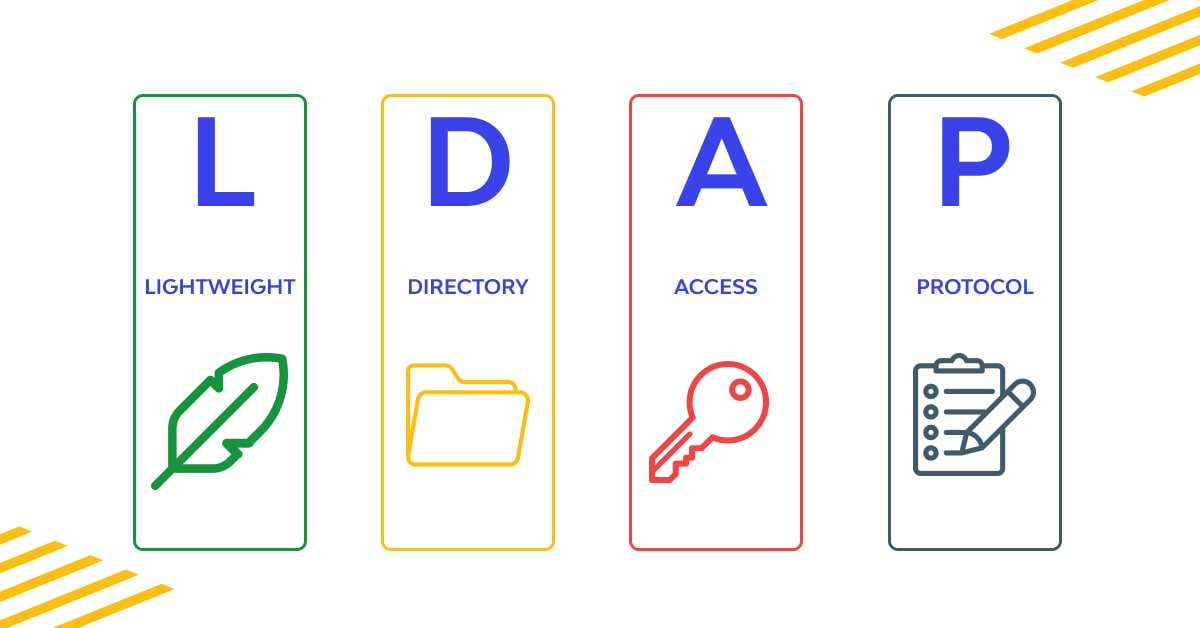 L
LIGHTWEIGHT
D
DIRECTORY
A
ACCESS
P
PROTOCOL